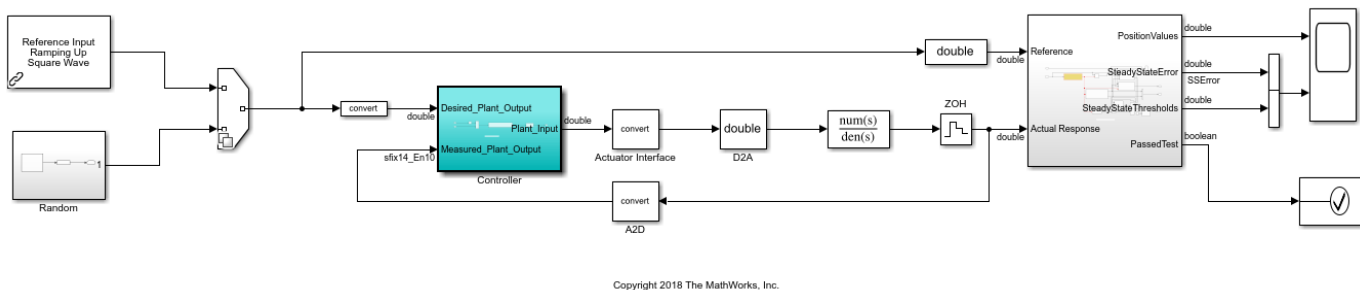 Reference Input
Ramping Up
Square Wave
1
Random
convert
double
Desired_Plant_Output
Plant_Input
Measured_Plant_Output
sfix14_En10
Controller
double
convert
Actuator Interface
double
D2A
num(s)
den(s)
ZOH
double
convert
A2D
double
double
Reference
Actual Response
PositionValues
SteadyStateError
SteadyStateThresholds
PassedTest
double
double
SSError
double
boolean
Copyright 2018 The MathWorks, Inc.